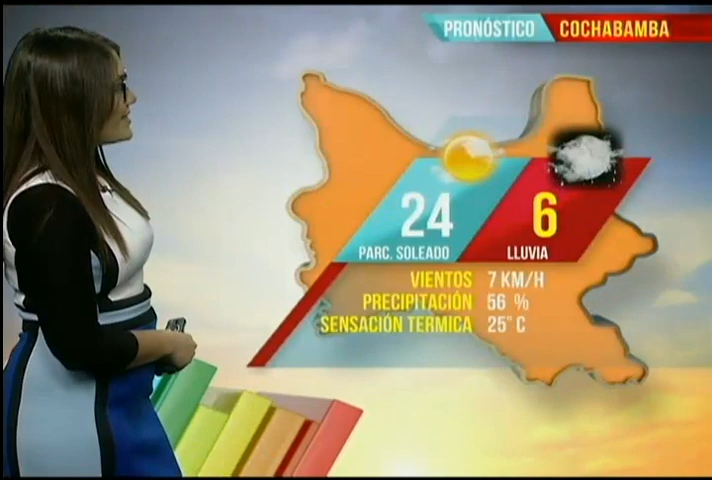 PRONÓSTICO COCHABAMBA
24 6
PARC. SOLEADO LLUVIA
VIENTOS 7 KM/H
PRECIPITACIÓN 56 %
SENSACIÓN TERMICA 25° C